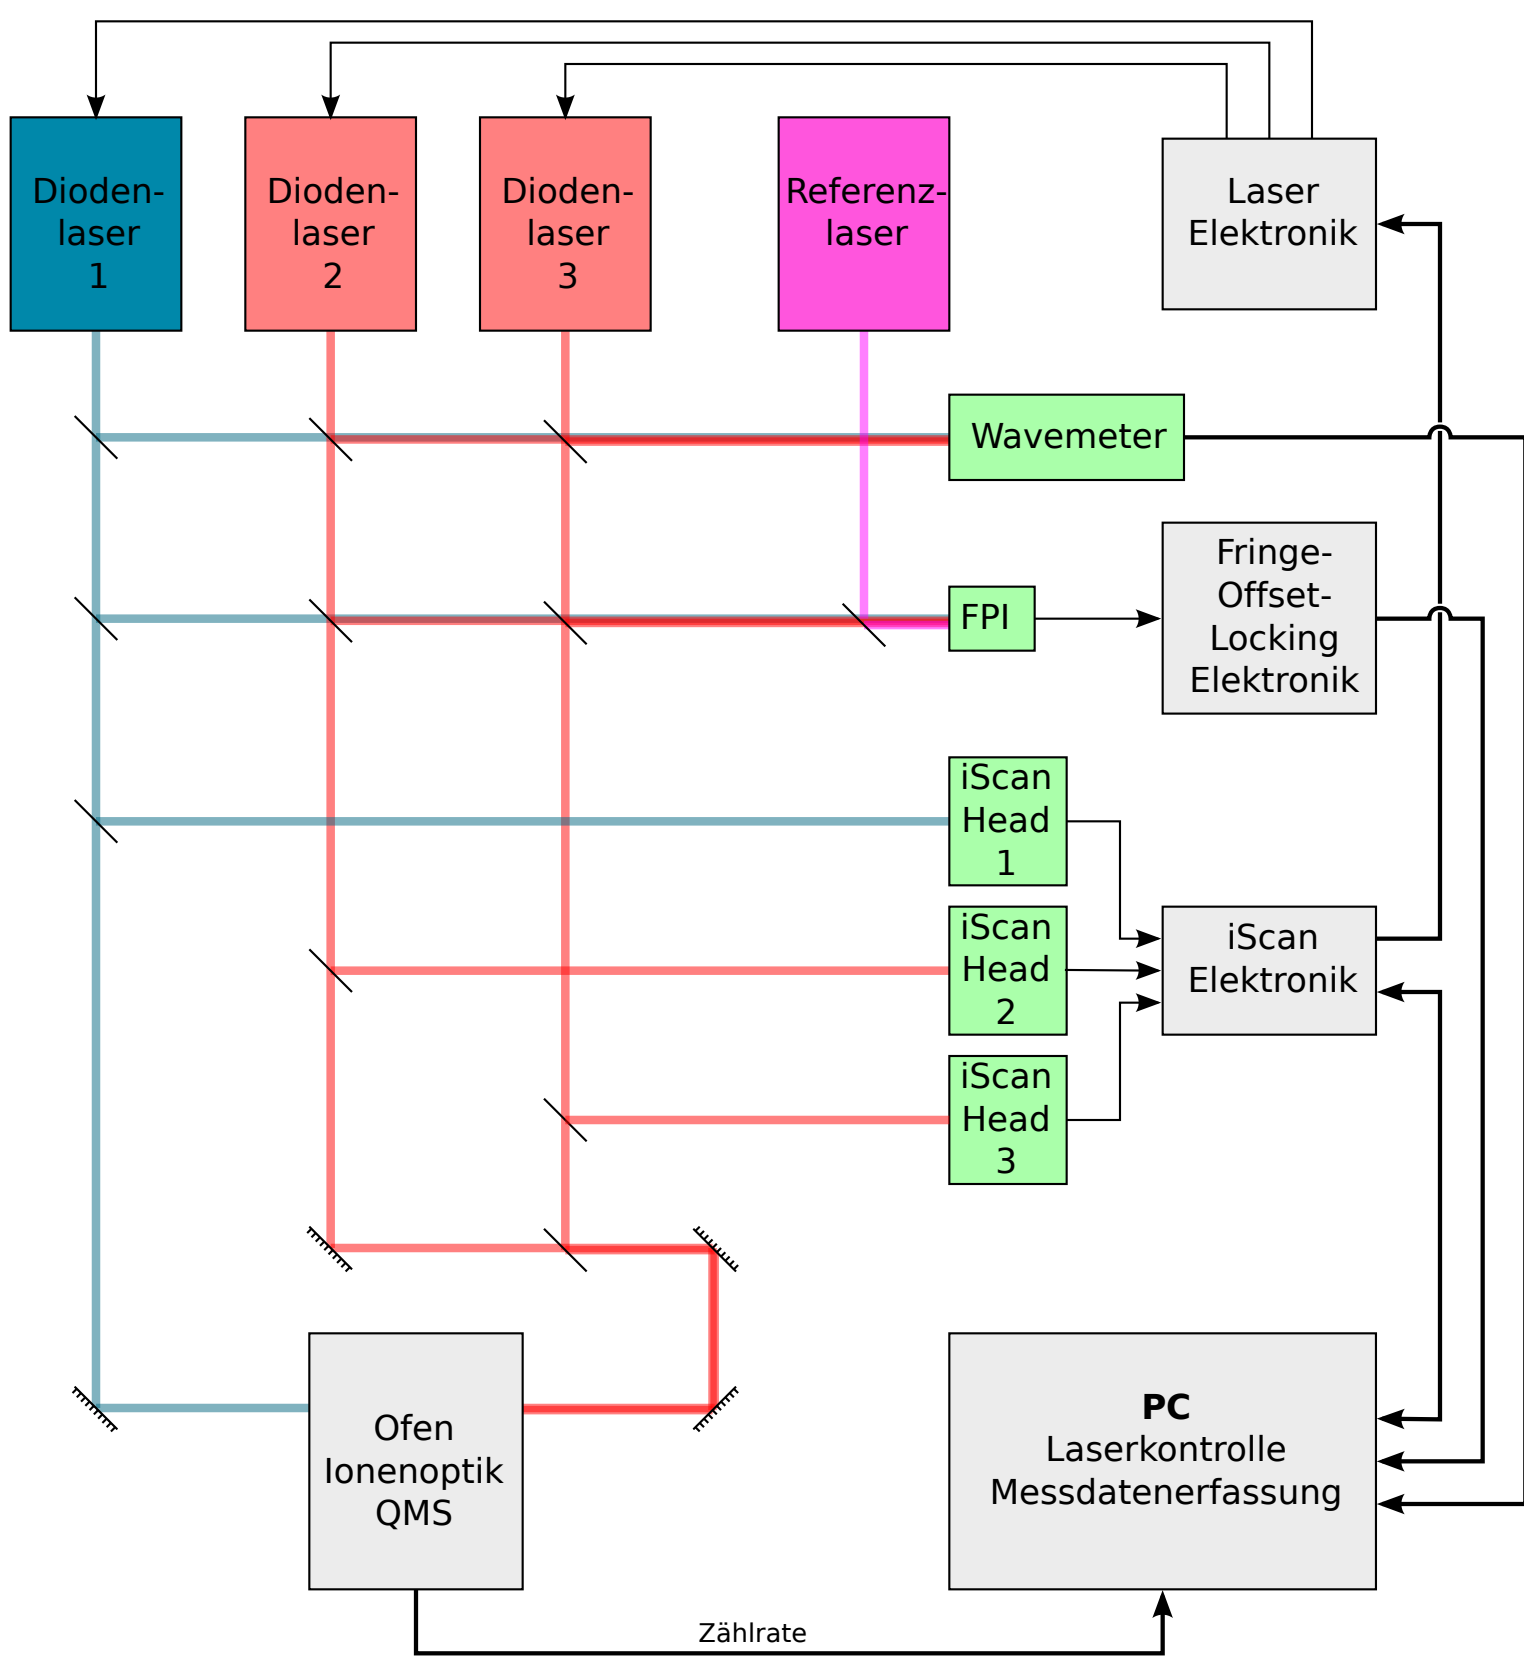 Dioden-
laser
1
Dioden-
laser
2
Dioden-
laser
3
Referenz-
laser
Laser
Elektronik
Wavemeter
FPI
Fringe-
Offset-
Locking
Elektronik
iScan
Head
1
iScan
Head
2
iScan
Head
3
iScan
Elektronik
Ofen
Ionenoptik
QMS
PC
Laserkontrolle
Messdatenerfassung
Zählrate